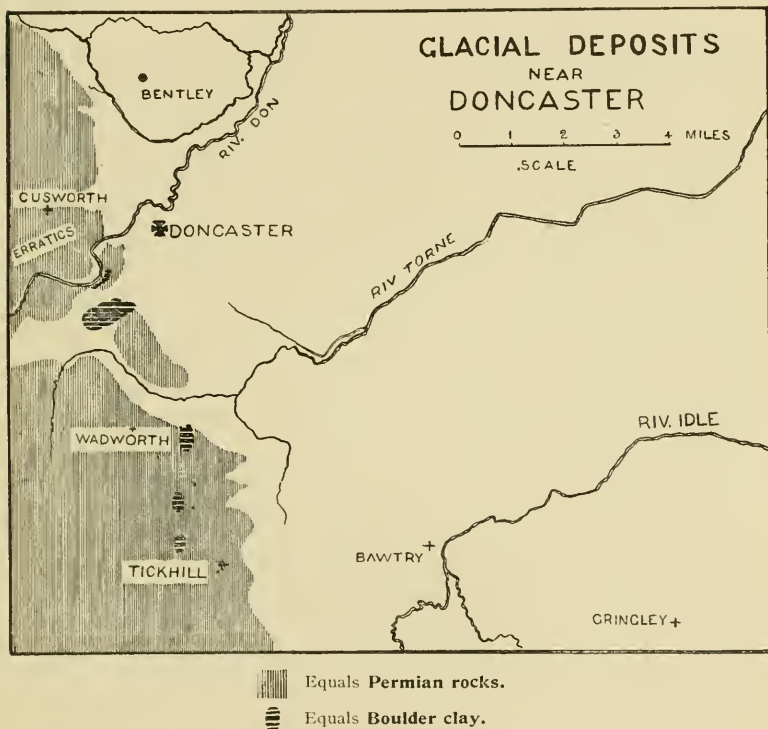 GLACIAL DEPOSITS
NEAR
DONCASTER
0 1 2 3 4 MILES
.SCALE
BENTLEY
RIV. DON
CUSWORTH
ERRATICS
DONCASTER
RIV TORNE
WADWORTH
RIV. IDLE
BAWTRY
TICKHILL
GRINGLEY
Equals Permian rocks.
Equals Boulder clay.